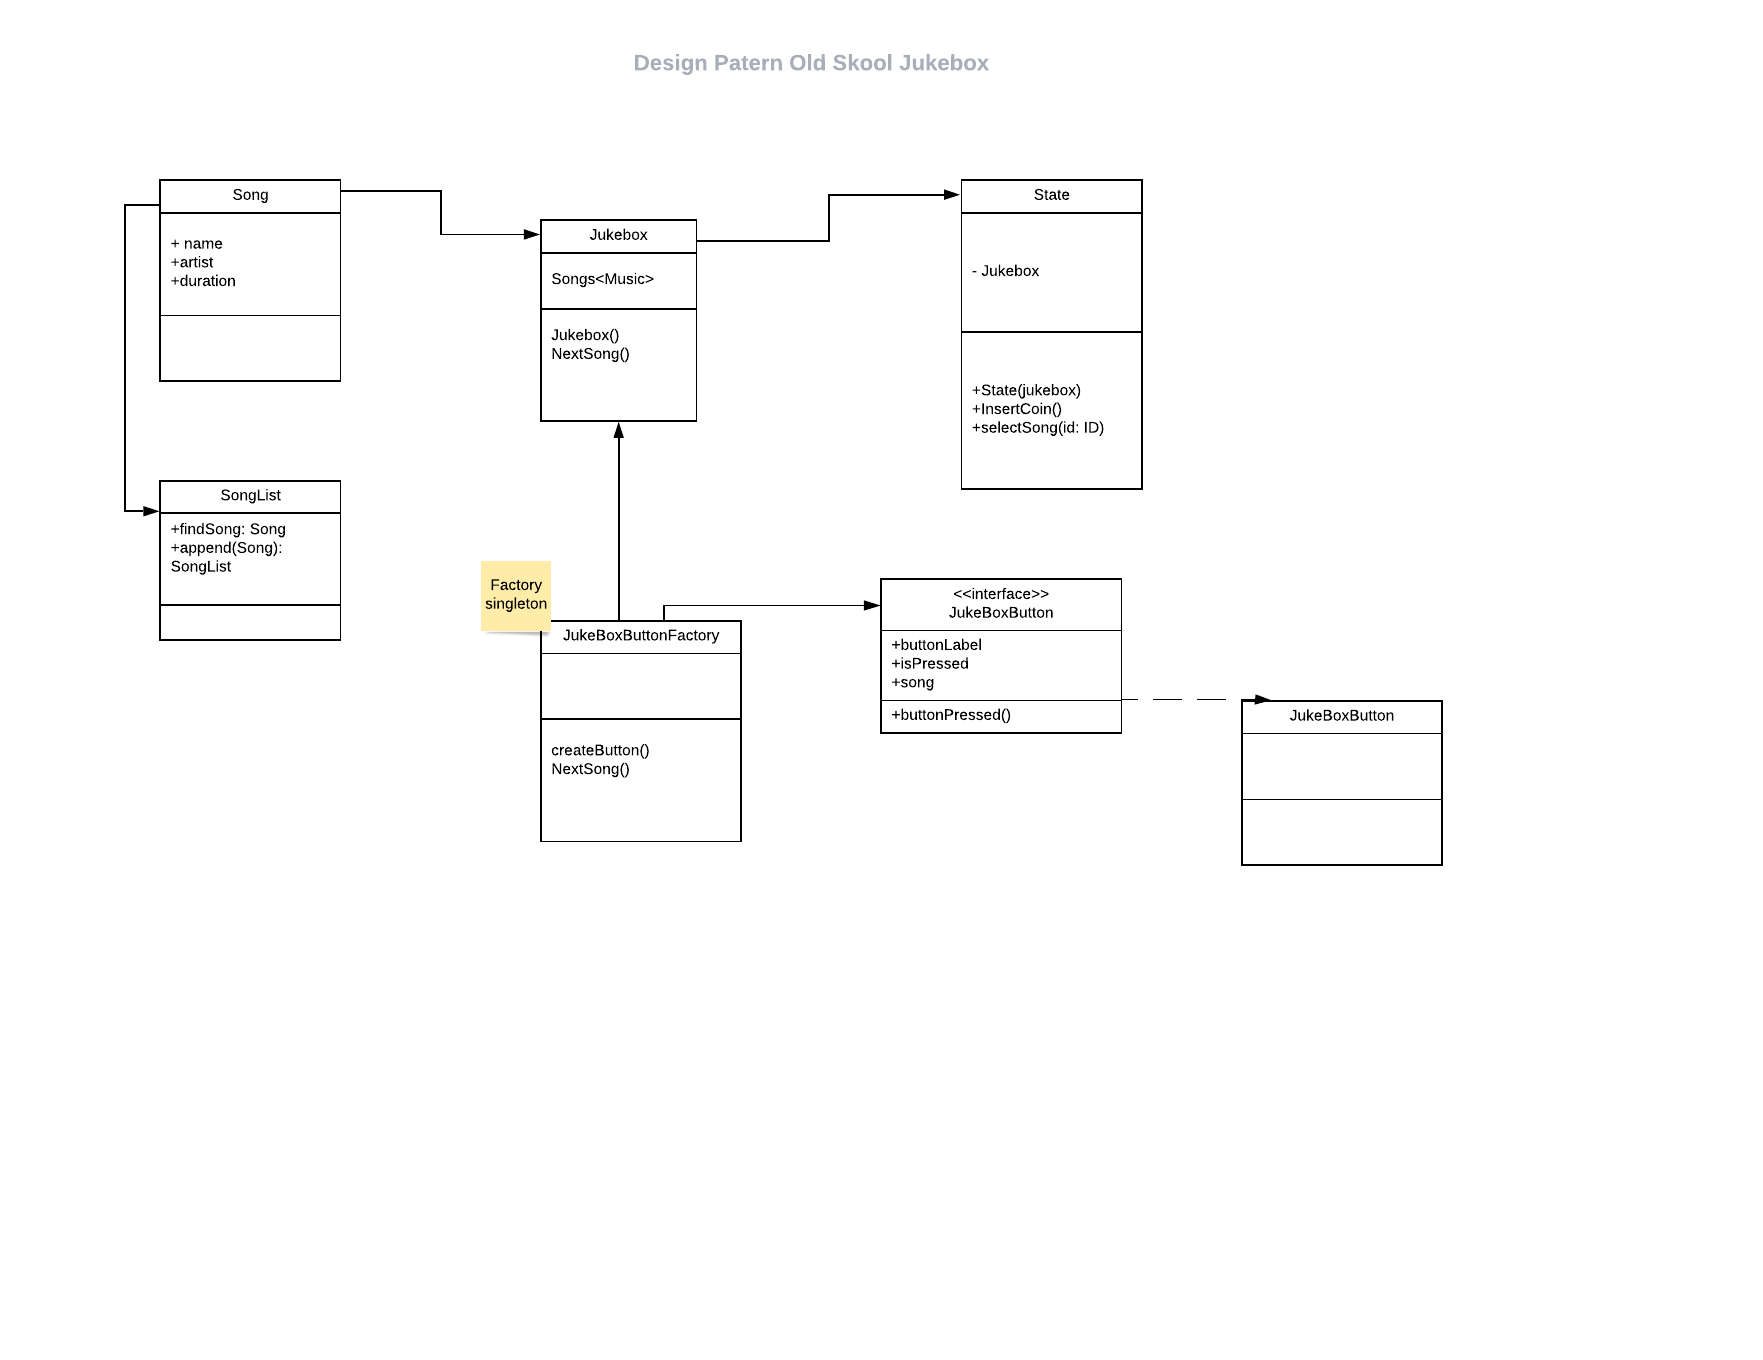 Design Patern Old Skool Jukebox
Song
+ name
+artist
+duration
Jukebox
Songs<Music>
Jukebox()
NextSong()
State
- Jukebox
+State(jukebox)
+InsertCoin()
+selectSong(id: ID)
SongList
+findSong: Song
+append(Song):
SongList
Factory
singleton
JukeBoxButtonFactory
createButton()
NextSong()
<<interface>>
JukeBoxButton
+buttonLabel
+isPressed
+song
+buttonPressed()
JukeBoxButton